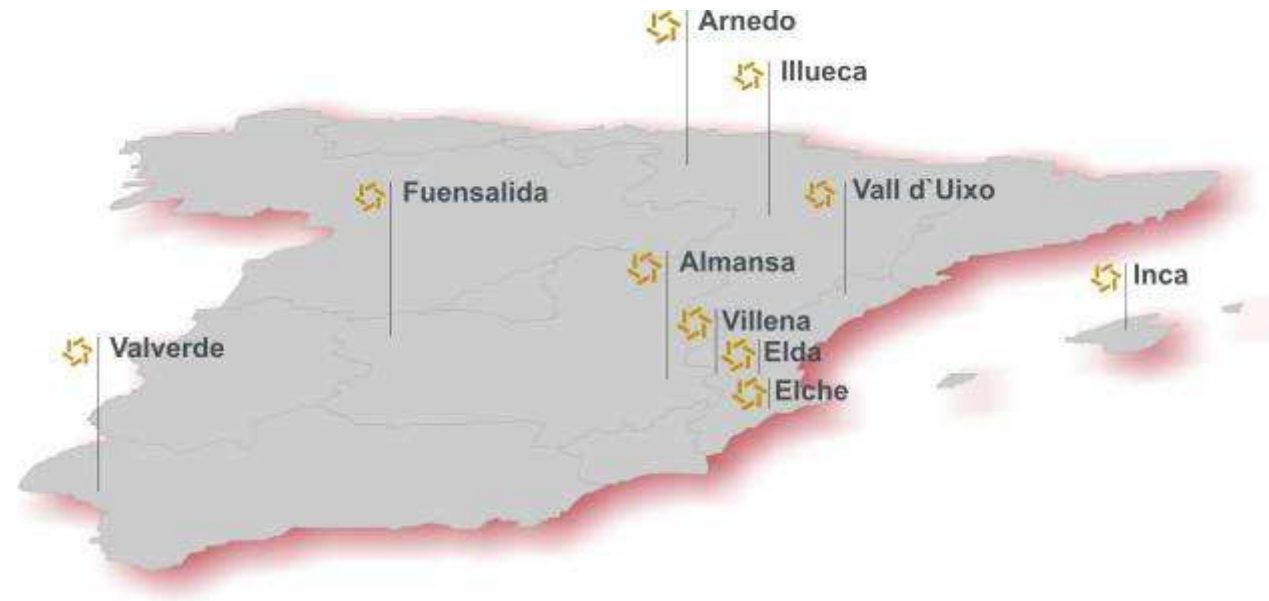 Arnedo
Illueca
Fuensalida
Vall d`Uixo
Almansa
Inca
Villena
Valverde
Elda
Elche